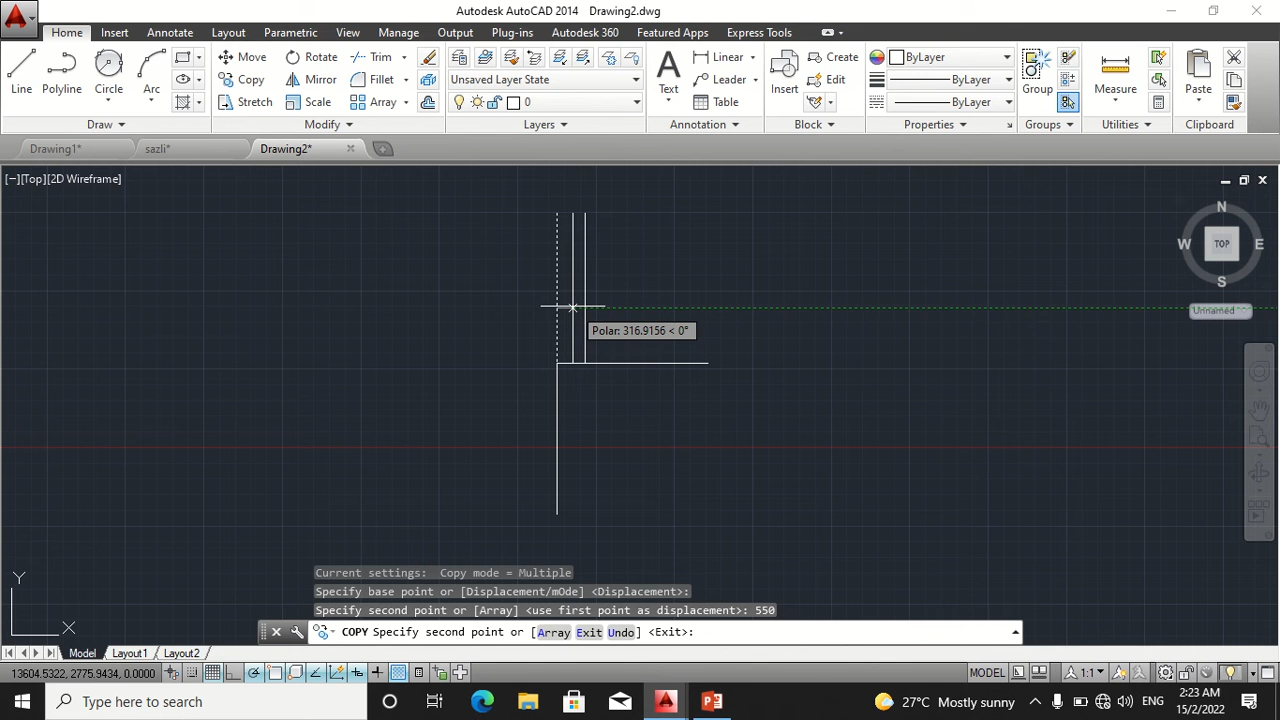 Autodesk AutoCAD 2014 Drawing2.dwg
Home Insert Annotate Layout Parametric View Manage Output Plug-ins Autodesk 360 Featured Apps Express Tools
Move Rotate Trim Unsaved Layer State Linear Create ByLayer
Line Polyline Circle Arc Copy Mirror Fillet Text Leader Insert Edit ByLayer Group Measure Paste
Stretch Scale Array 0 Table ByLayer
Draw Modify Layers Annotation Block Properties Groups Utilities Clipboard
Drawing1* sazli* Drawing2*
[−][Top][2D Wireframe]
N
W TOP E
S
Unnamed
Polar: 316.9156 < 0°
Current settings: Copy mode = Multiple
Specify base point or [Displacement/mOde] <Displacement>:
Specify second point or [Array] <use first point as displacement>: 550
COPY Specify second point or [Array Exit Undo] <Exit>:
Y
X
Model Layout1 Layout2
13604.5322, 2775.9434, 0.0000 MODEL 1:1
Type here to search 27°C Mostly sunny ENG 2:23 AM
15/2/2022